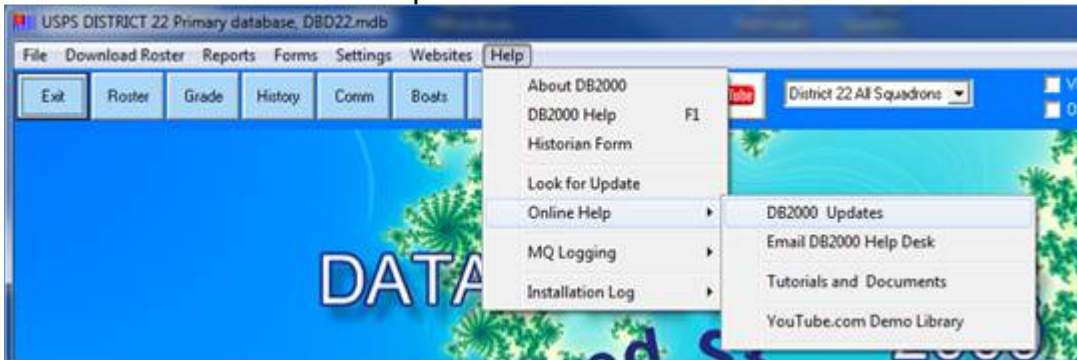 USPS DISTRICT 22 Primary database, DBD22.mdb
File Download Roster Reports Forms Settings Websites Help
Exit Roster Grade History Comm Boats Tube District 22 All Squadrons
About DB2000
DB2000 Help F1
Historian Form
Look for Update
Online Help
MQ Logging
Installation Log
DB2000 Updates
Email DB2000 Help Desk
Tutorials and Documents
YouTube.com Demo Library
DATA